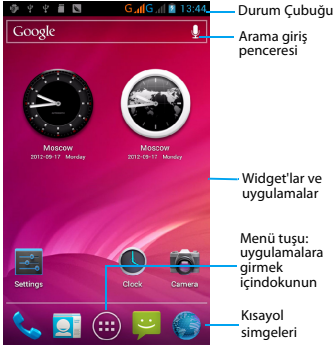 G G 13:44
Durum Çubuğu
Google
Arama giriş
penceresi
Moscow
2012-09-17 Monday
Moscow
2012-09-17 Monday
Widget'lar ve
uygulamalar
Menü tuşu:
uygulamalara
girmek
içindokunun
Settings
Clock
Camera
Kısayol
simgeleri